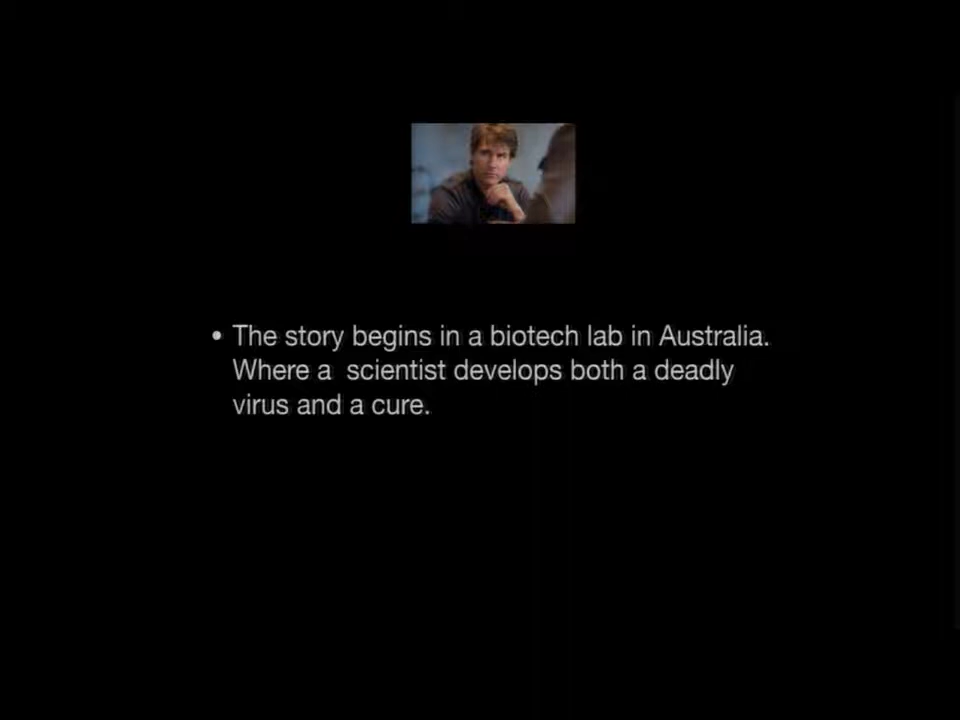 • The story begins in a biotech lab in Australia.
Where a  scientist develops both a deadly
virus and a cure.